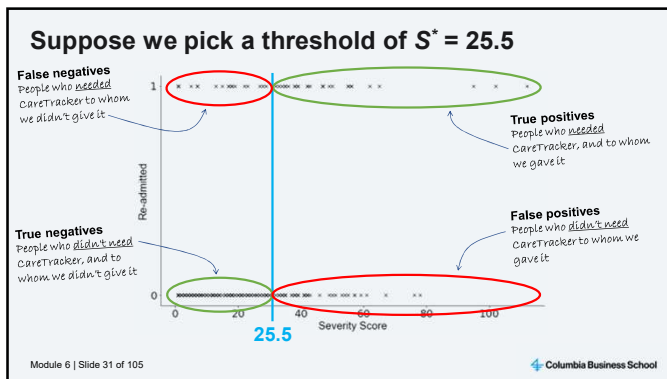 Suppose we pick a threshold of S* = 25.5
False negatives
People who needed
CareTracker to whom
we didn't give it
True positives
People who needed
CareTracker, and to whom
we gave it
True negatives
People who didn't need
CareTracker, and to
whom we didn't give it
False positives
People who didn't need
CareTracker to whom we
gave it
Re-admitted
1
0
0 20 40 60 80 100
Severity Score
25.5
Module 6 | Slide 31 of 105
Columbia Business School